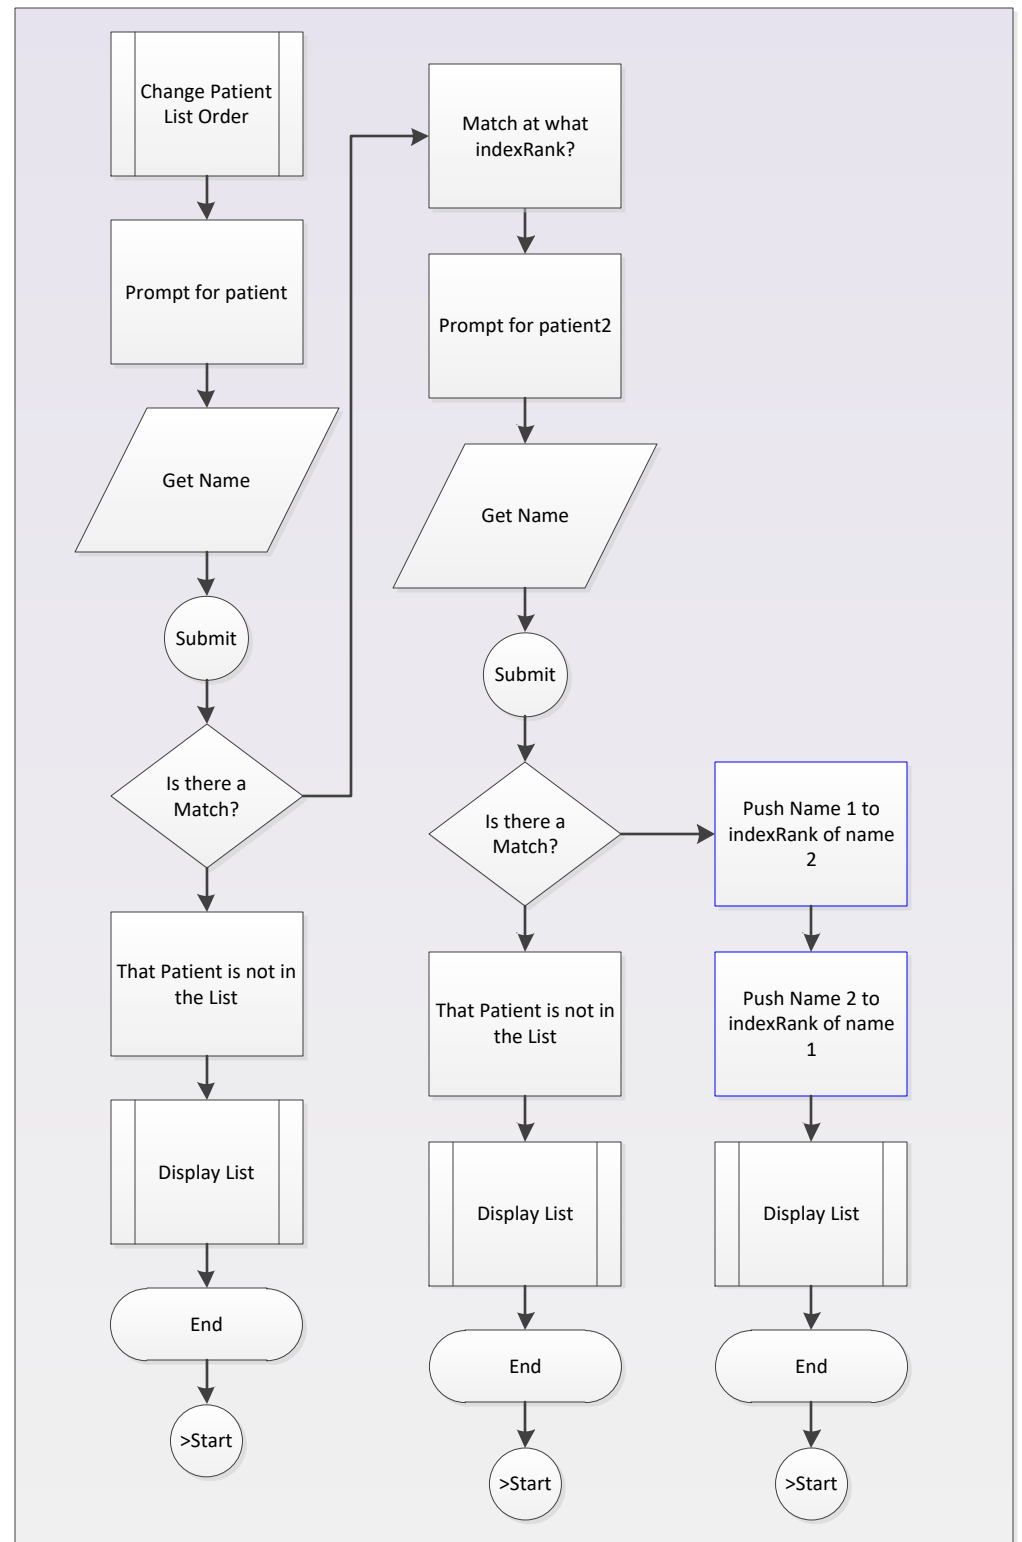 Change Patient
List Order
Prompt for patient
Get Name
Submit
Is there a
Match?
That Patient is not in
the List
Display List
End
>Start
Match at what
indexRank?
Prompt for patient2
Get Name
Submit
Is there a
Match?
That Patient is not in
the List
Display List
End
>Start
Push Name 1 to
indexRank of name
2
Push Name 2 to
indexRank of name
1
Display List
End
>Start